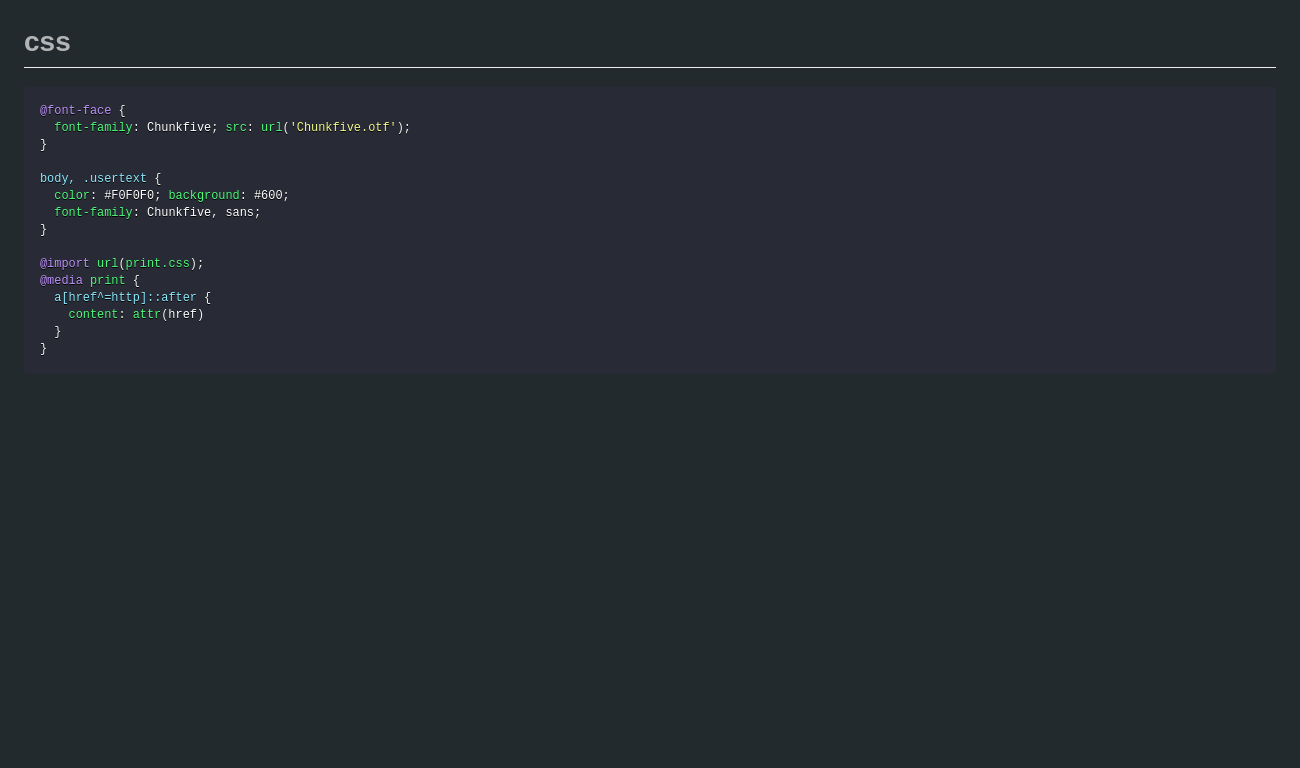 css
@font-face {
  font-family: Chunkfive; src: url('Chunkfive.otf');
}

body, .usertext {
  color: #F0F0F0; background: #600;
  font-family: Chunkfive, sans;
}

@import url(print.css);
@media print {
  a[href^=http]::after {
    content: attr(href)
  }
}